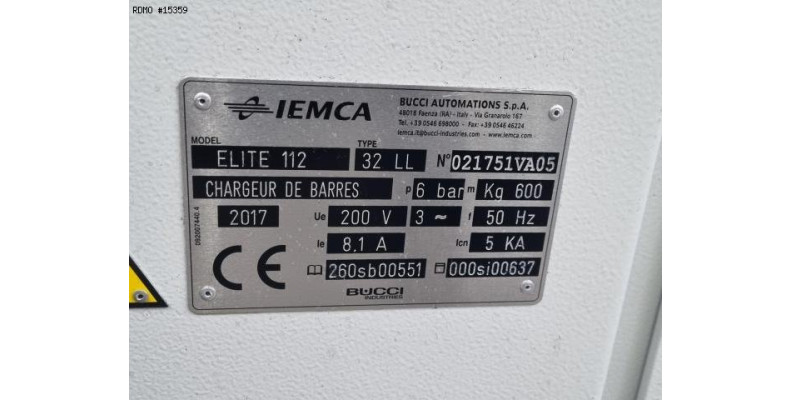 RDMO #15359
IEMCA
BUCCI AUTOMATIONS S.p.A.
48018 Faenza (RA) - Italy - Via Granarolo 167
Tel. +39 0546 698000 - Fax: +39 0546 46224
iemca.it@bucci-industries.com - www.iemca.com
MODEL ELITE 112 TYPE 32 LL N° 021751VA05
CHARGEUR DE BARRES p 6 bar m Kg 600
2017 Ue 200 V 3 ~ f 50 Hz
Ie 8,1 A Icn 5 KA
CE 260sb00551 000si00637
092007440.4
BUCCI
INDUSTRIES